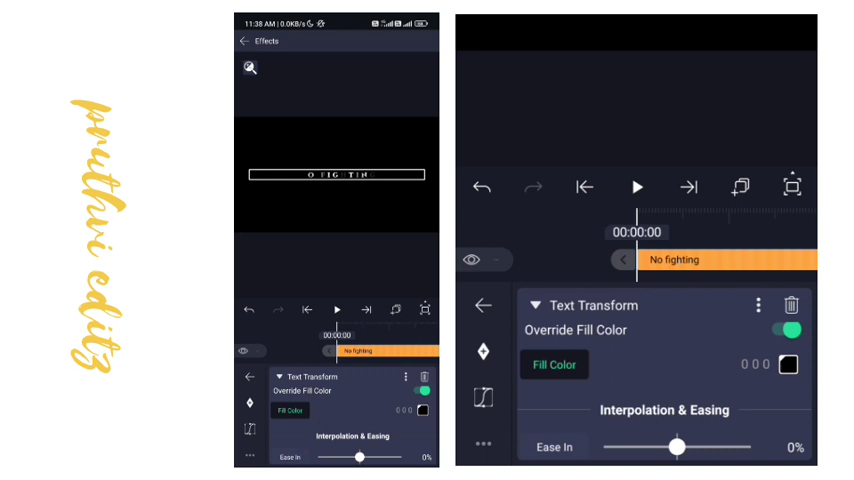 pruthvi editz
11:38 AM | 0.0KB/s
Effects
O FIGHTING
00:00:00
No fighting
Text Transform
Override Fill Color
Fill Color
0 0 0
Interpolation & Easing
Ease In
0%
00:00:00
No fighting
Text Transform
Override Fill Color
Fill Color
0 0 0
Interpolation & Easing
Ease In
0%